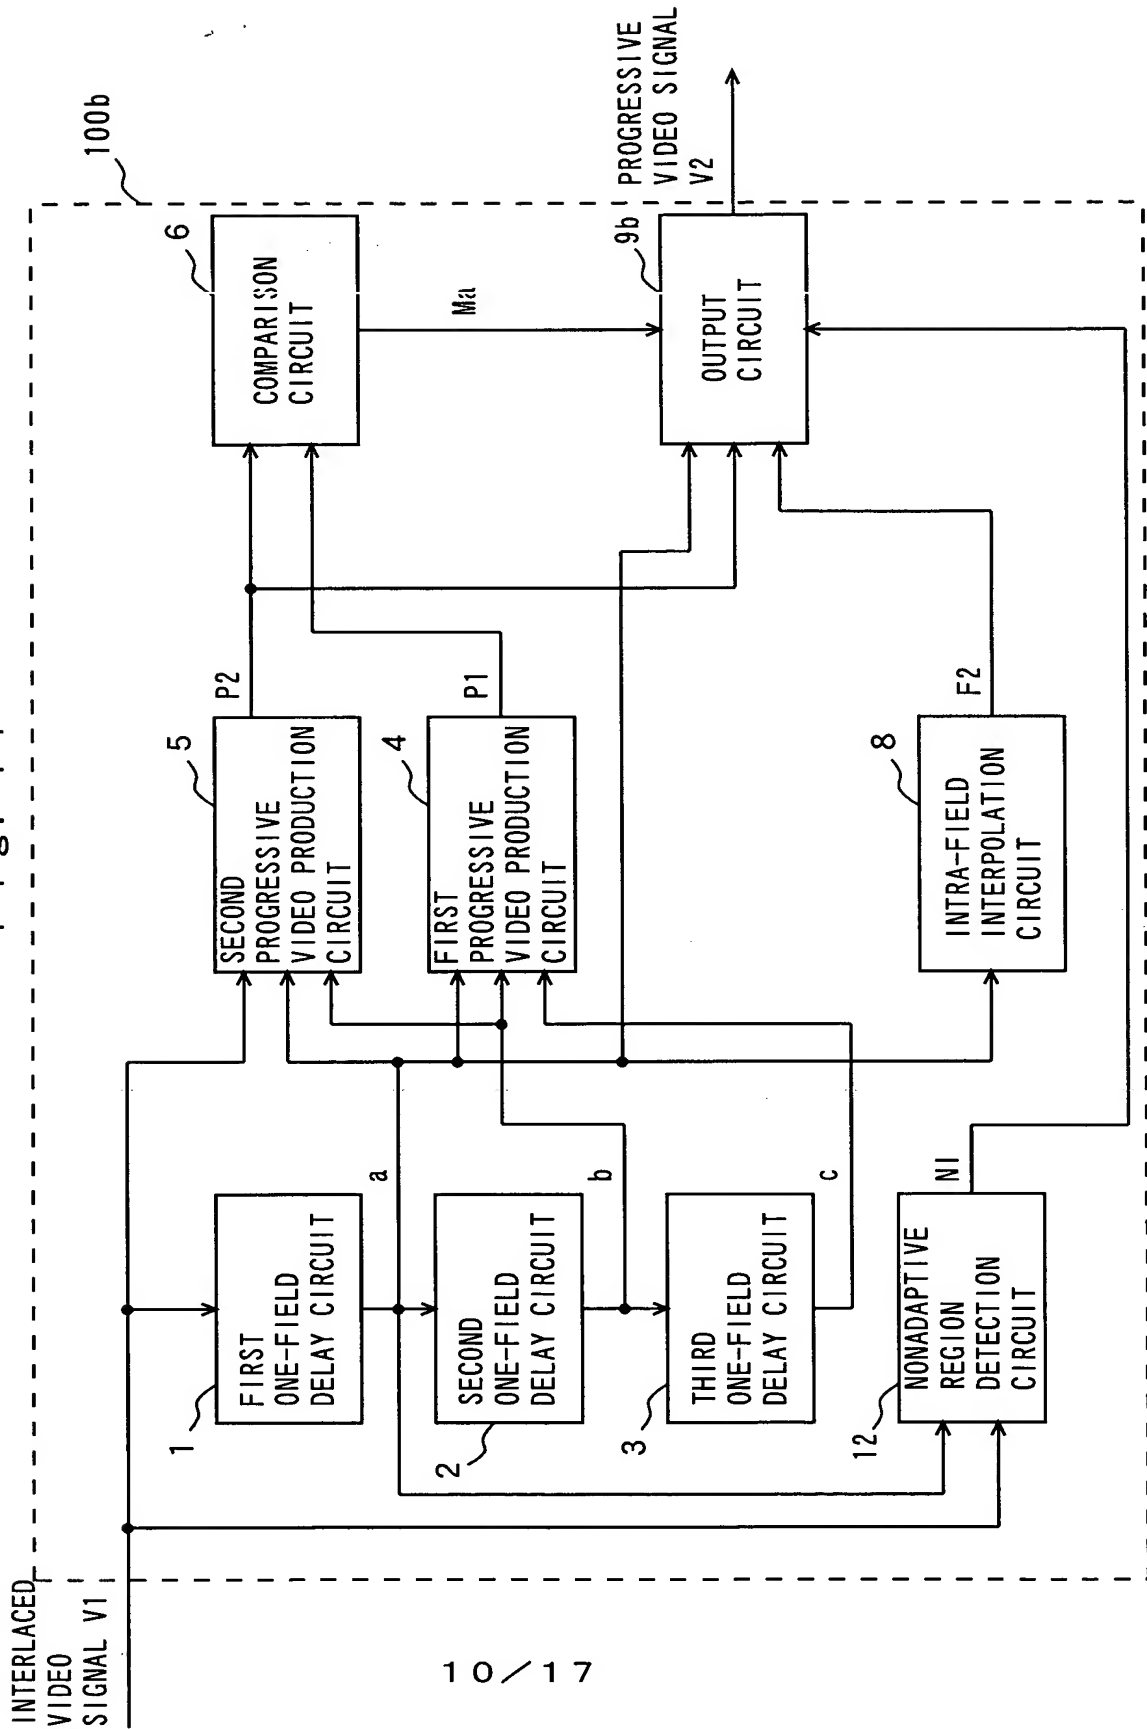 INTERLACED
VIDEO
SIGNAL V1
100b
1
FIRST
ONE-FIELD
DELAY CIRCUIT
a
2
SECOND
ONE-FIELD
DELAY CIRCUIT
b
3
THIRD
ONE-FIELD
DELAY CIRCUIT
c
12
NONADAPTIVE
REGION
DETECTION
CIRCUIT
NI
5
SECOND
PROGRESSIVE
VIDEO PRODUCTION
CIRCUIT
P2
4
FIRST
PROGRESSIVE
VIDEO PRODUCTION
CIRCUIT
P1
8
INTRA-FIELD
INTERPOLATION
CIRCUIT
F2
6
COMPARISON
CIRCUIT
Ma
9b
OUTPUT
CIRCUIT
PROGRESSIVE
VIDEO SIGNAL
V2
10/17